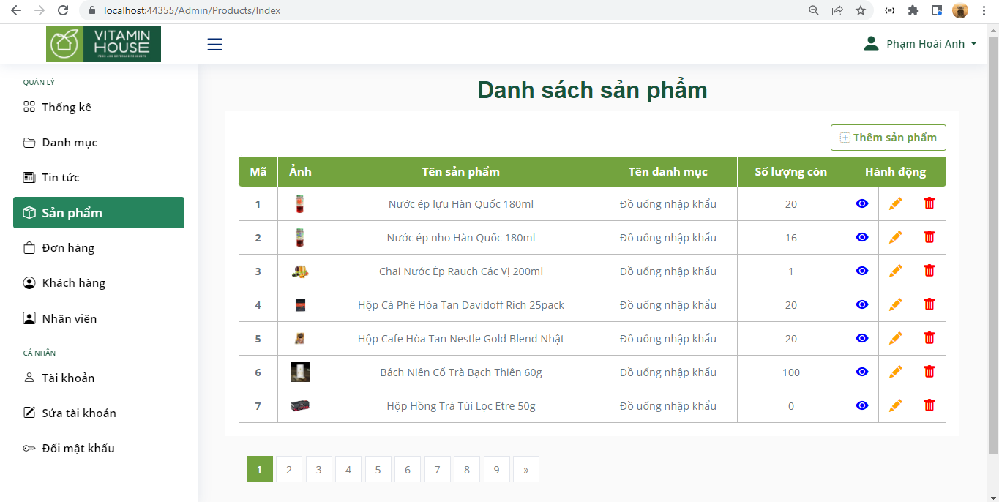 localhost:44355/Admin/Products/Index
VITAMIN
HOUSE
FOOD AND BEVERAGE PRODUCTS
Phạm Hoài Anh
QUẢN LÝ
Thống kê
Danh mục
Tin tức
Sản phẩm
Đơn hàng
Khách hàng
Nhân viên
CÁ NHÂN
Tài khoản
Sửa tài khoản
Đổi mật khẩu
Danh sách sản phẩm
Thêm sản phẩm
Mã Ảnh Tên sản phẩm Tên danh mục Số lượng còn Hành động
1 Nước ép lựu Hàn Quốc 180ml Đồ uống nhập khẩu 20
2 Nước ép nho Hàn Quốc 180ml Đồ uống nhập khẩu 16
3 Chai Nước Ép Rauch Các Vị 200ml Đồ uống nhập khẩu 1
4 Hộp Cà Phê Hòa Tan Davidoff Rich 25pack Đồ uống nhập khẩu 20
5 Hộp Cafe Hòa Tan Nestle Gold Blend Nhật Đồ uống nhập khẩu 20
6 Bách Niên Cổ Trà Bạch Thiên 60g Đồ uống nhập khẩu 100
7 Hộp Hồng Trà Túi Lọc Etre 50g Đồ uống nhập khẩu 0
1 2 3 4 5 6 7 8 9 »